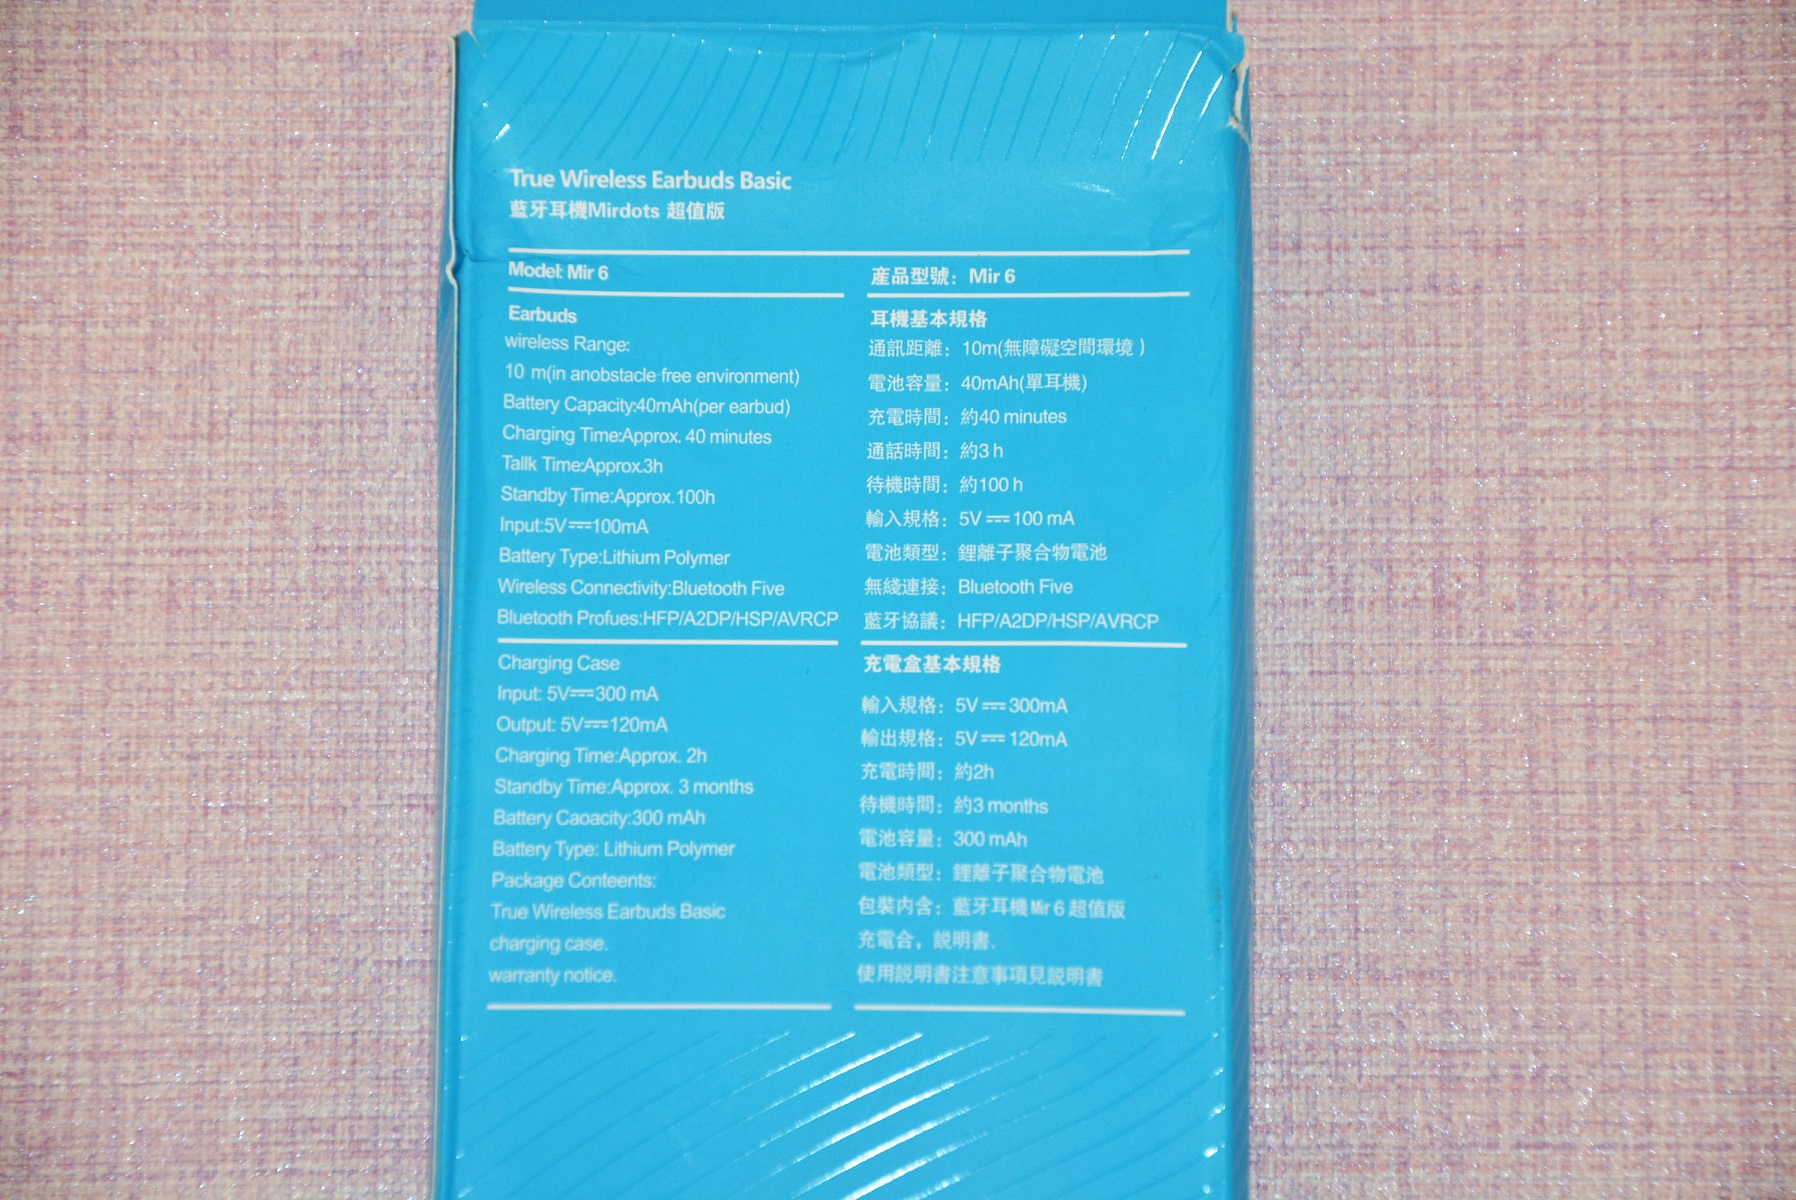 True Wireless Earbuds Basic
藍牙耳機Mirdots 超值版
Model: Mir 6
Earbuds
wireless Range:
10 m(in anobstacle-free environment)
Battery Capacity:40mAh(per earbud)
Charging Time:Approx. 40 minutes
Tallk Time:Approx.3h
Standby Time:Approx.100h
Input:5V⎓100mA
Battery Type:Lithium Polymer
Wireless Connectivity:Bluetooth Five
Bluetooth Profues:HFP/A2DP/HSP/AVRCP
Charging Case
Input: 5V⎓300 mA
Output: 5V⎓120mA
Charging Time:Approx. 2h
Standby Time:Approx. 3 months
Battery Caoacity:300 mAh
Battery Type: Lithium Polymer
Package Conteents:
True Wireless Earbuds Basic
charging case.
warranty notice.
産品型號：Mir 6
耳機基本規格
通訊距離：10m(無障礙空間環境 )
電池容量：40mAh(單耳機)
充電時間：約40 minutes
通話時間：約3 h
待機時間：約100 h
輸入規格：5V ⎓ 100 mA
電池類型：鋰離子聚合物電池
無綫連接：Bluetooth Five
藍牙協議：HFP/A2DP/HSP/AVRCP
充電盒基本規格
輸入規格：5V ⎓ 300mA
輸出規格：5V ⎓ 120mA
充電時間：約2h
待機時間：約3 months
電池容量：300 mAh
電池類型：鋰離子聚合物電池
包裝内含：藍牙耳機Mir 6 超值版
充電合，説明書.
使用説明書注意事項見説明書